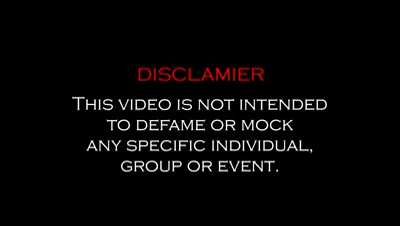 DISCLAMIER
THIS VIDEO IS NOT INTENDED
TO DEFAME OR MOCK
ANY SPECIFIC INDIVIDUAL,
GROUP OR EVENT.